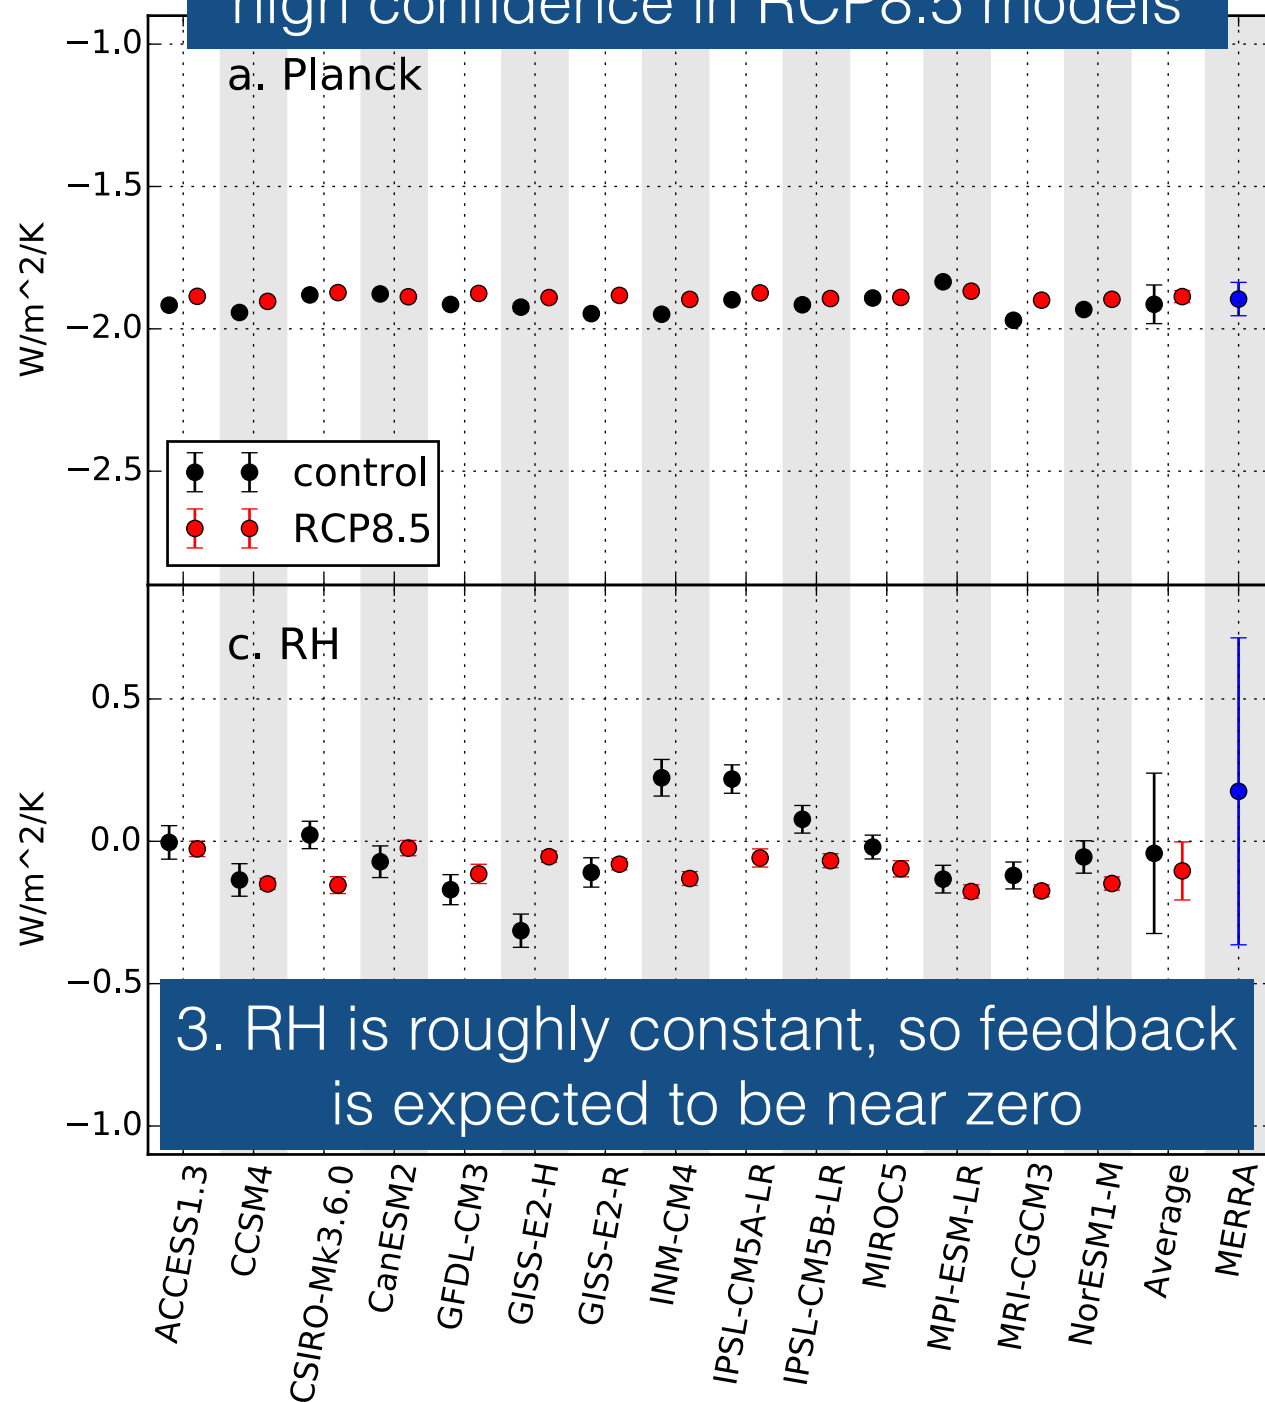 high confidence in RCP8.5 models
−1.0
a. Planck
−1.5
W/m^2/K
−2.0
−2.5
control
RCP8.5
c. RH
0.5
0.0
W/m^2/K
−0.5
3. RH is roughly constant, so feedback
is expected to be near zero
−1.0
ACCESS1.3
CCSM4
CSIRO-Mk3.6.0
CanESM2
GFDL-CM3
GISS-E2-H
GISS-E2-R
INM-CM4
IPSL-CM5A-LR
IPSL-CM5B-LR
MIROC5
MPI-ESM-LR
MRI-CGCM3
NorESM1-M
Average
MERRA